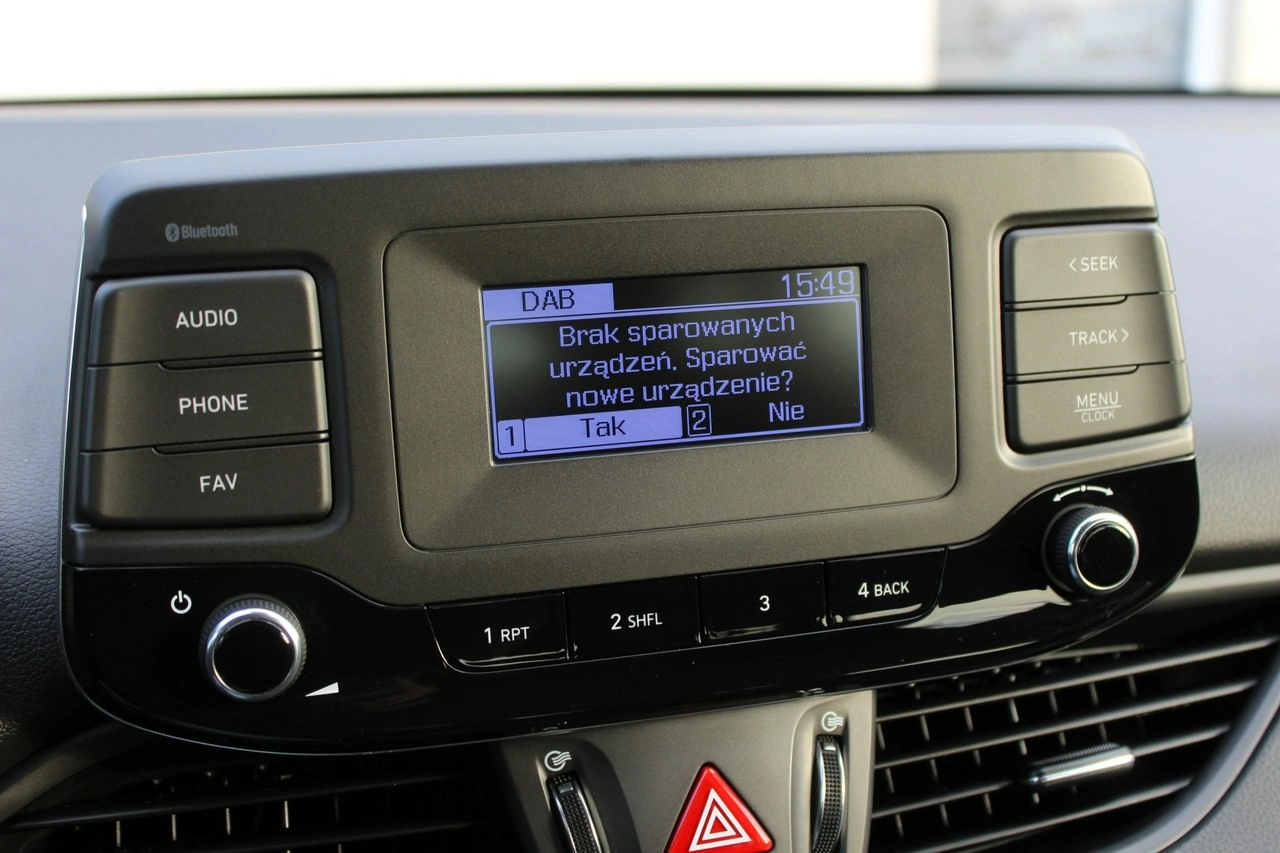 Bluetooth
AUDIO
PHONE
FAV
DAB 15:49
Brak sparowanych
urządzeń. Sparować
nowe urządzenie?
1 Tak 2 Nie
<SEEK
TRACK>
MENU
CLOCK
1 RPT 2 SHFL 3 4 BACK